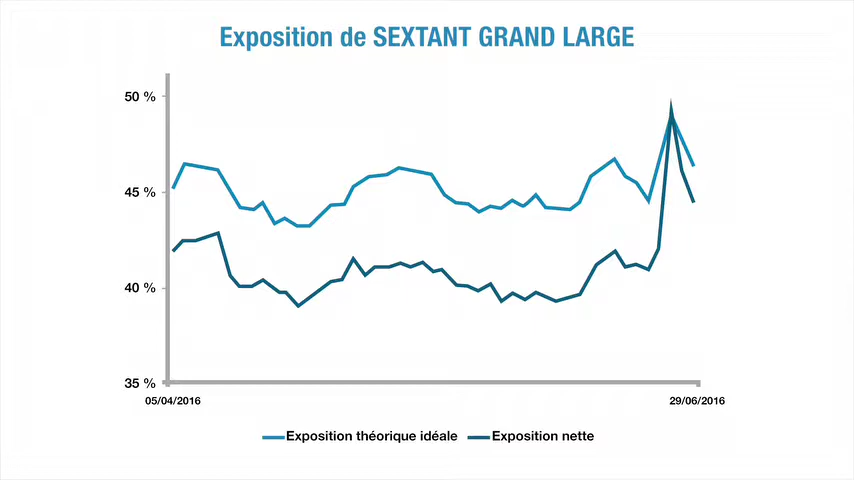 Exposition de SEXTANT GRAND LARGE
50 %
45 %
40 %
35 %
05/04/2016
29/06/2016
Exposition théorique idéale
Exposition nette